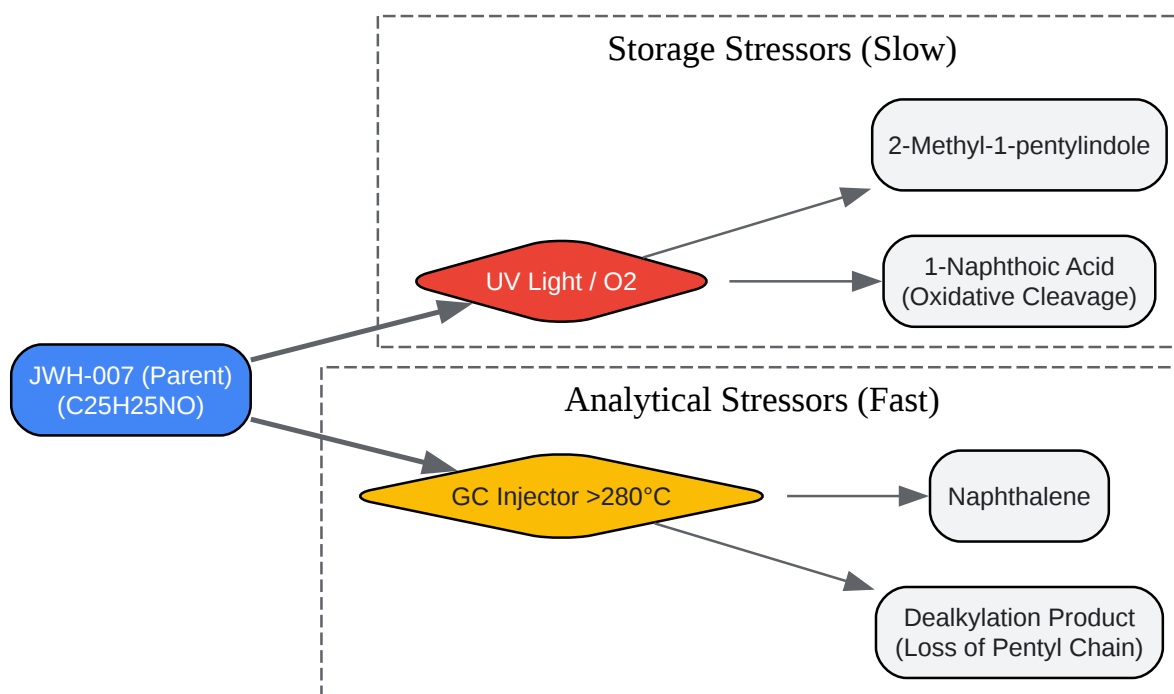 Storage Stressors (Slow)
2-Methyl-1-pentylindole
UV Light / O2
1-Naphthoic Acid
(Oxidative Cleavage)
JWH-007 (Parent)
(C25H25NO)
Analytical Stressors (Fast)
GC Injector >280°C
Naphthalene
Dealkylation Product
(Loss of Pentyl Chain)